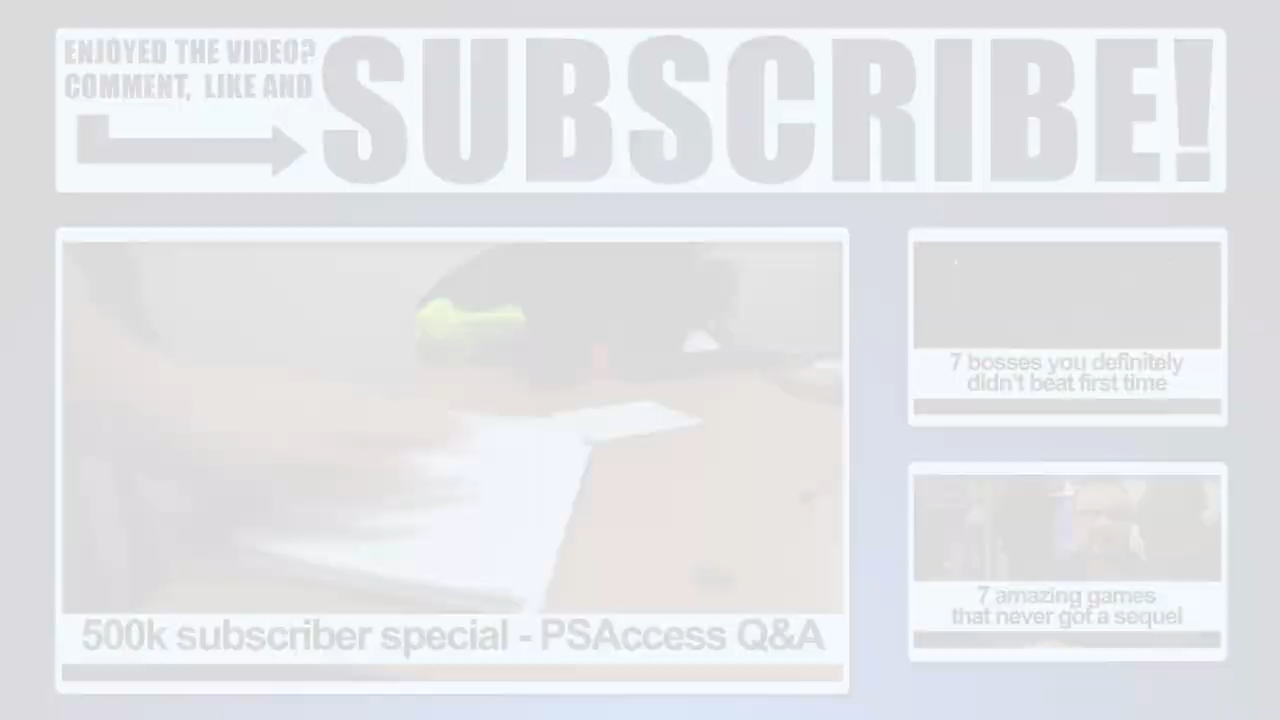 ENJOYED THE VIDEO?
COMMENT, LIKE AND
SUBSCRIBE!
500k subscriber special - PSAccess Q&A
7 bosses you definitely
didn't beat first time
7 amazing games
that never got a sequel